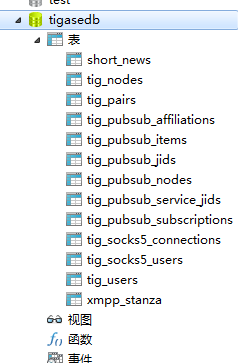 test
tigasedb
表
short_news
tig_nodes
tig_pairs
tig_pubsub_affiliations
tig_pubsub_items
tig_pubsub_jids
tig_pubsub_nodes
tig_pubsub_service_jids
tig_pubsub_subscriptions
tig_socks5_connections
tig_socks5_users
tig_users
xmpp_stanza
视图
函数
事件